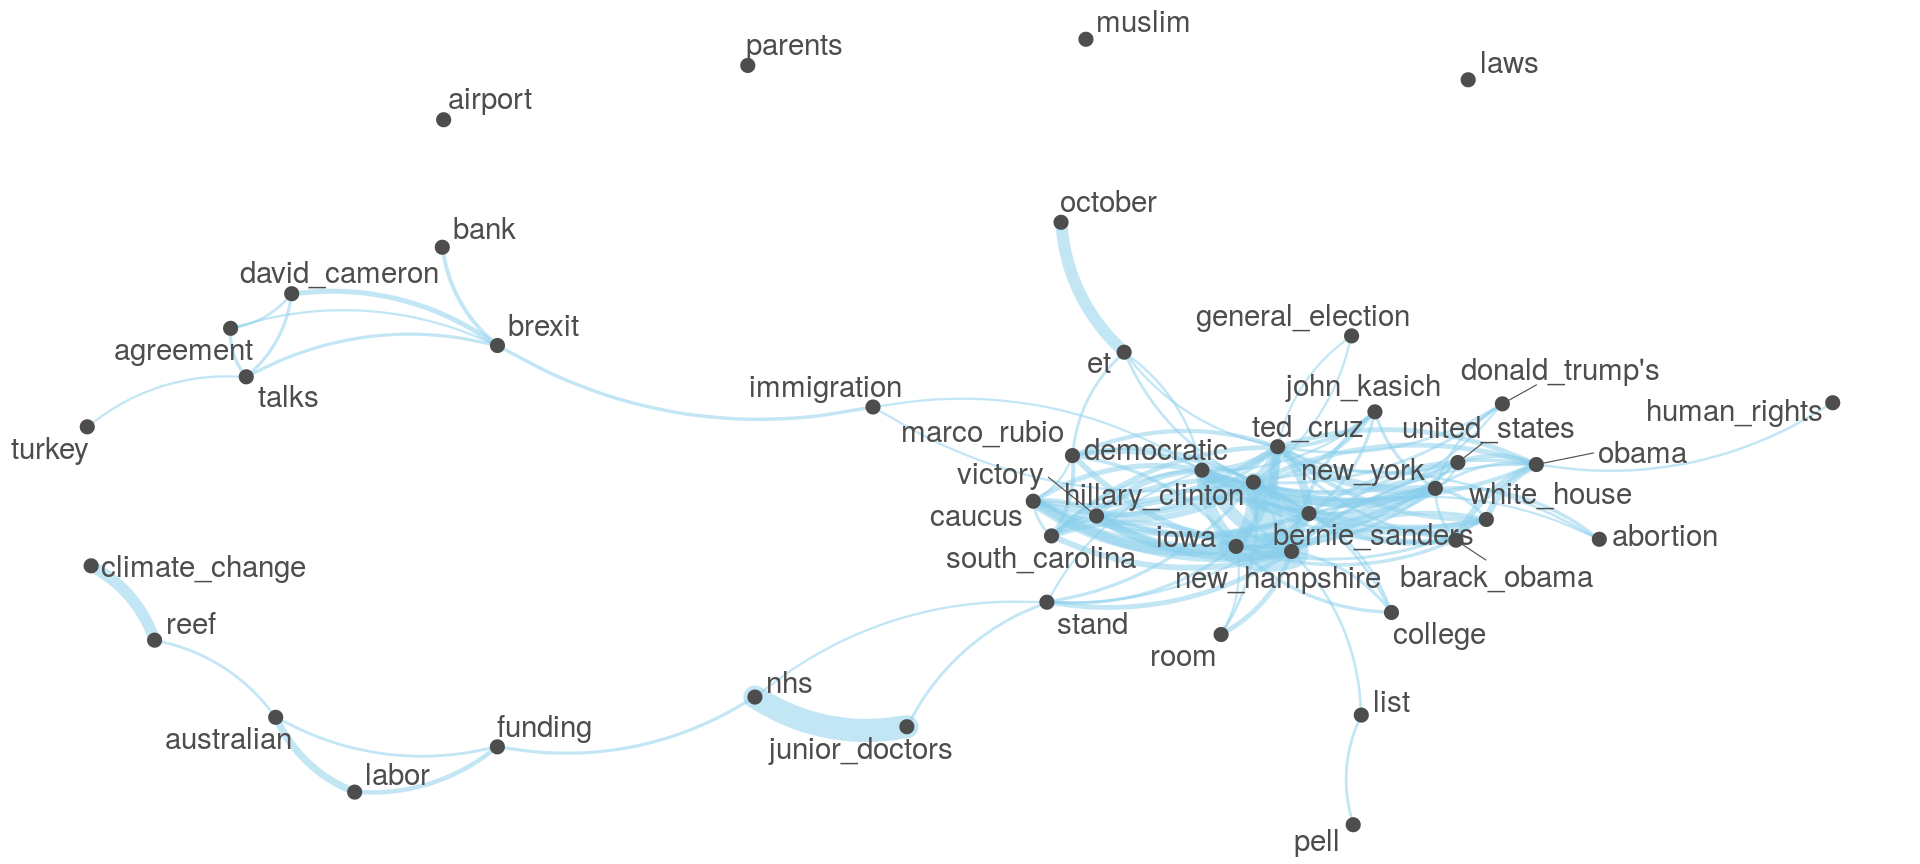 muslim
parents
laws
airport
october
bank
david_cameron
general_election
brexit
agreement
et
donald_trump's
john_kasich
immigration
talks
human_rights
ted_cruz
united_states
marco_rubio
democratic
turkey
obama
victory
new_york
hillary_clinton
white_house
caucus
iowa
bernie_sanders
abortion
south_carolina
climate_change
new_hampshire
barack_obama
reef
stand
college
room
nhs
list
funding
australian
junior_doctors
labor
pell